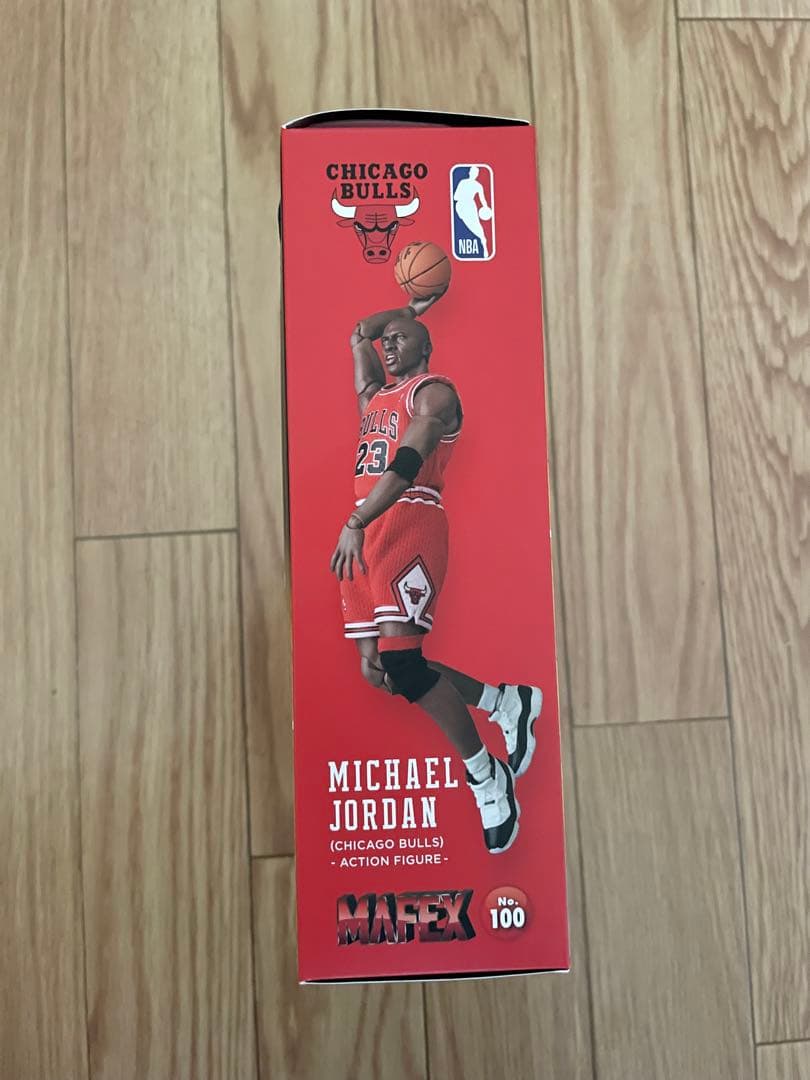 CHICAGO
BULLS
NBA
BULLS
23
MICHAEL
JORDAN
(CHICAGO BULLS)
- ACTION FIGURE -
MAFEX
No.
100